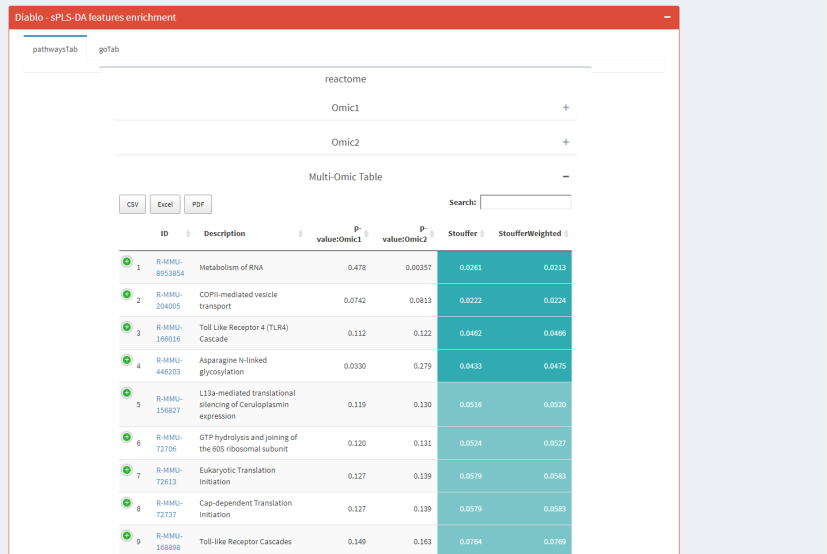 Diablo - sPLS-DA features enrichment
pathwaysTab goTab
reactome
Omic1
Omic2
Multi-Omic Table
CSV Excel PDF Search:
ID Description p-value:Omic1 p-value:Omic2 Stouffer StoufferWeighted
1 R-MMU-8953854 Metabolism of RNA 0.478 0.00357 0.0261 0.0213
2 R-MMU-204005 COPII-mediated vesicle transport 0.0742 0.0813 0.0222 0.0224
3 R-MMU-166016 Toll Like Receptor 4 (TLR4) Cascade 0.112 0.122 0.0462 0.0466
4 R-MMU-446203 Asparagine N-linked glycosylation 0.0330 0.279 0.0433 0.0475
5 R-MMU-156827 L13a-mediated translational silencing of Ceruloplasmin expression 0.119 0.130 0.0516 0.0520
6 R-MMU-72706 GTP hydrolysis and joining of the 60S ribosomal subunit 0.120 0.131 0.0524 0.0527
7 R-MMU-72613 Eukaryotic Translation Initiation 0.127 0.139 0.0579 0.0583
8 R-MMU-72737 Cap-dependent Translation Initiation 0.127 0.139 0.0579 0.0583
9 R-MMU-168898 Toll-like Receptor Cascades 0.149 0.163 0.0764 0.0769